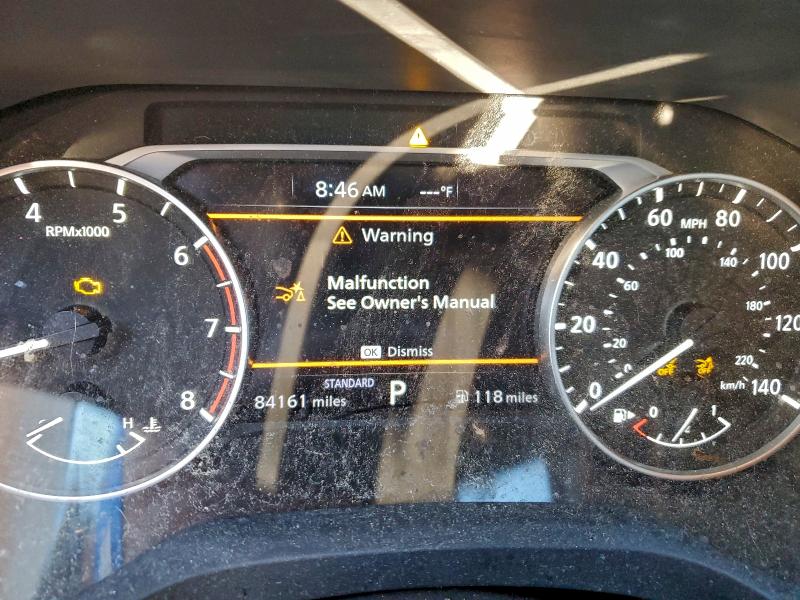 8:46 AM ---°F
Warning
Malfunction
See Owner's Manual
OK Dismiss
STANDARD
84161 miles P 118 miles
4 5 6 7 8
RPMx1000
H
0 20 40 60 80 100 120 140
MPH
0 20 60 100 140 180 220
km/h
0 1